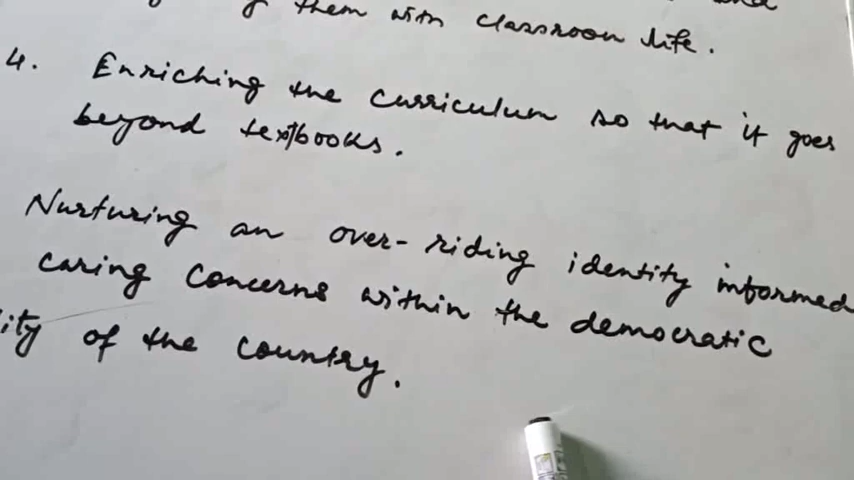 them with classroom life.
4. Enriching the curriculum so that it goes
beyond textbooks.
Nurturing an over-riding identity informed
caring concerns within the democratic
of the country.